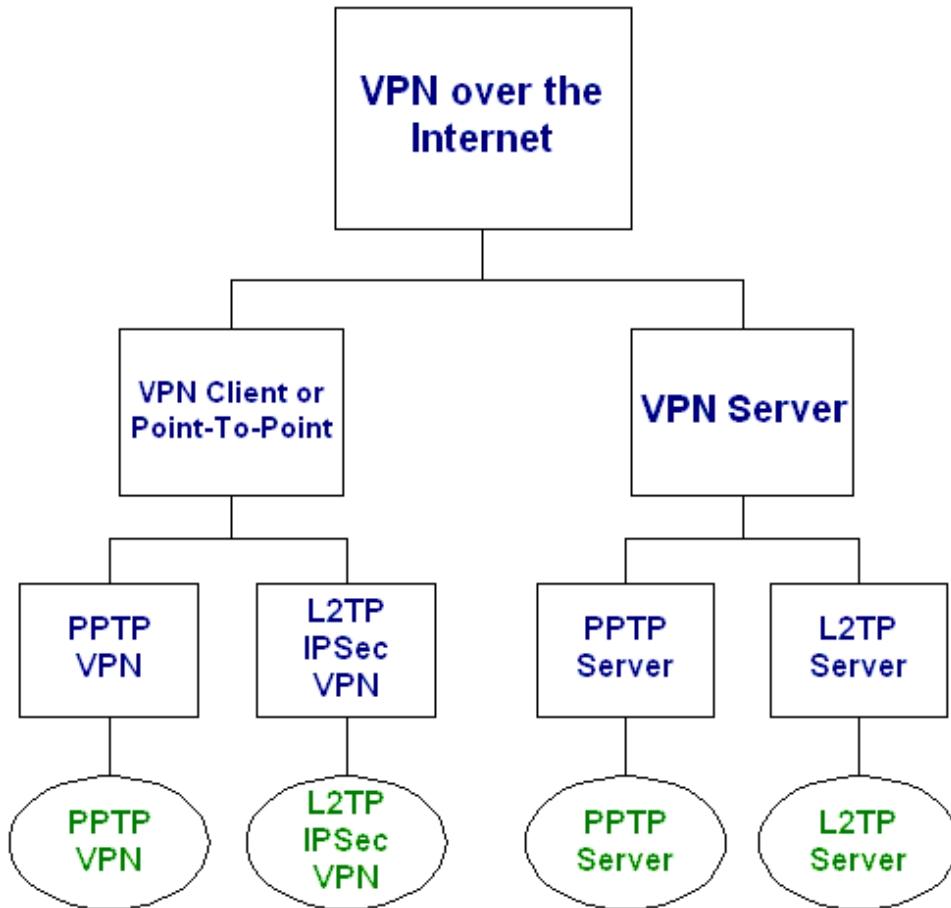 VPN over the
Internet
VPN Client or
Point-To-Point
VPN Server
PPTP
VPN
L2TP
IPSec
VPN
PPTP
Server
L2TP
Server
PPTP
VPN
L2TP
IPSec
VPN
PPTP
Server
L2TP
Server